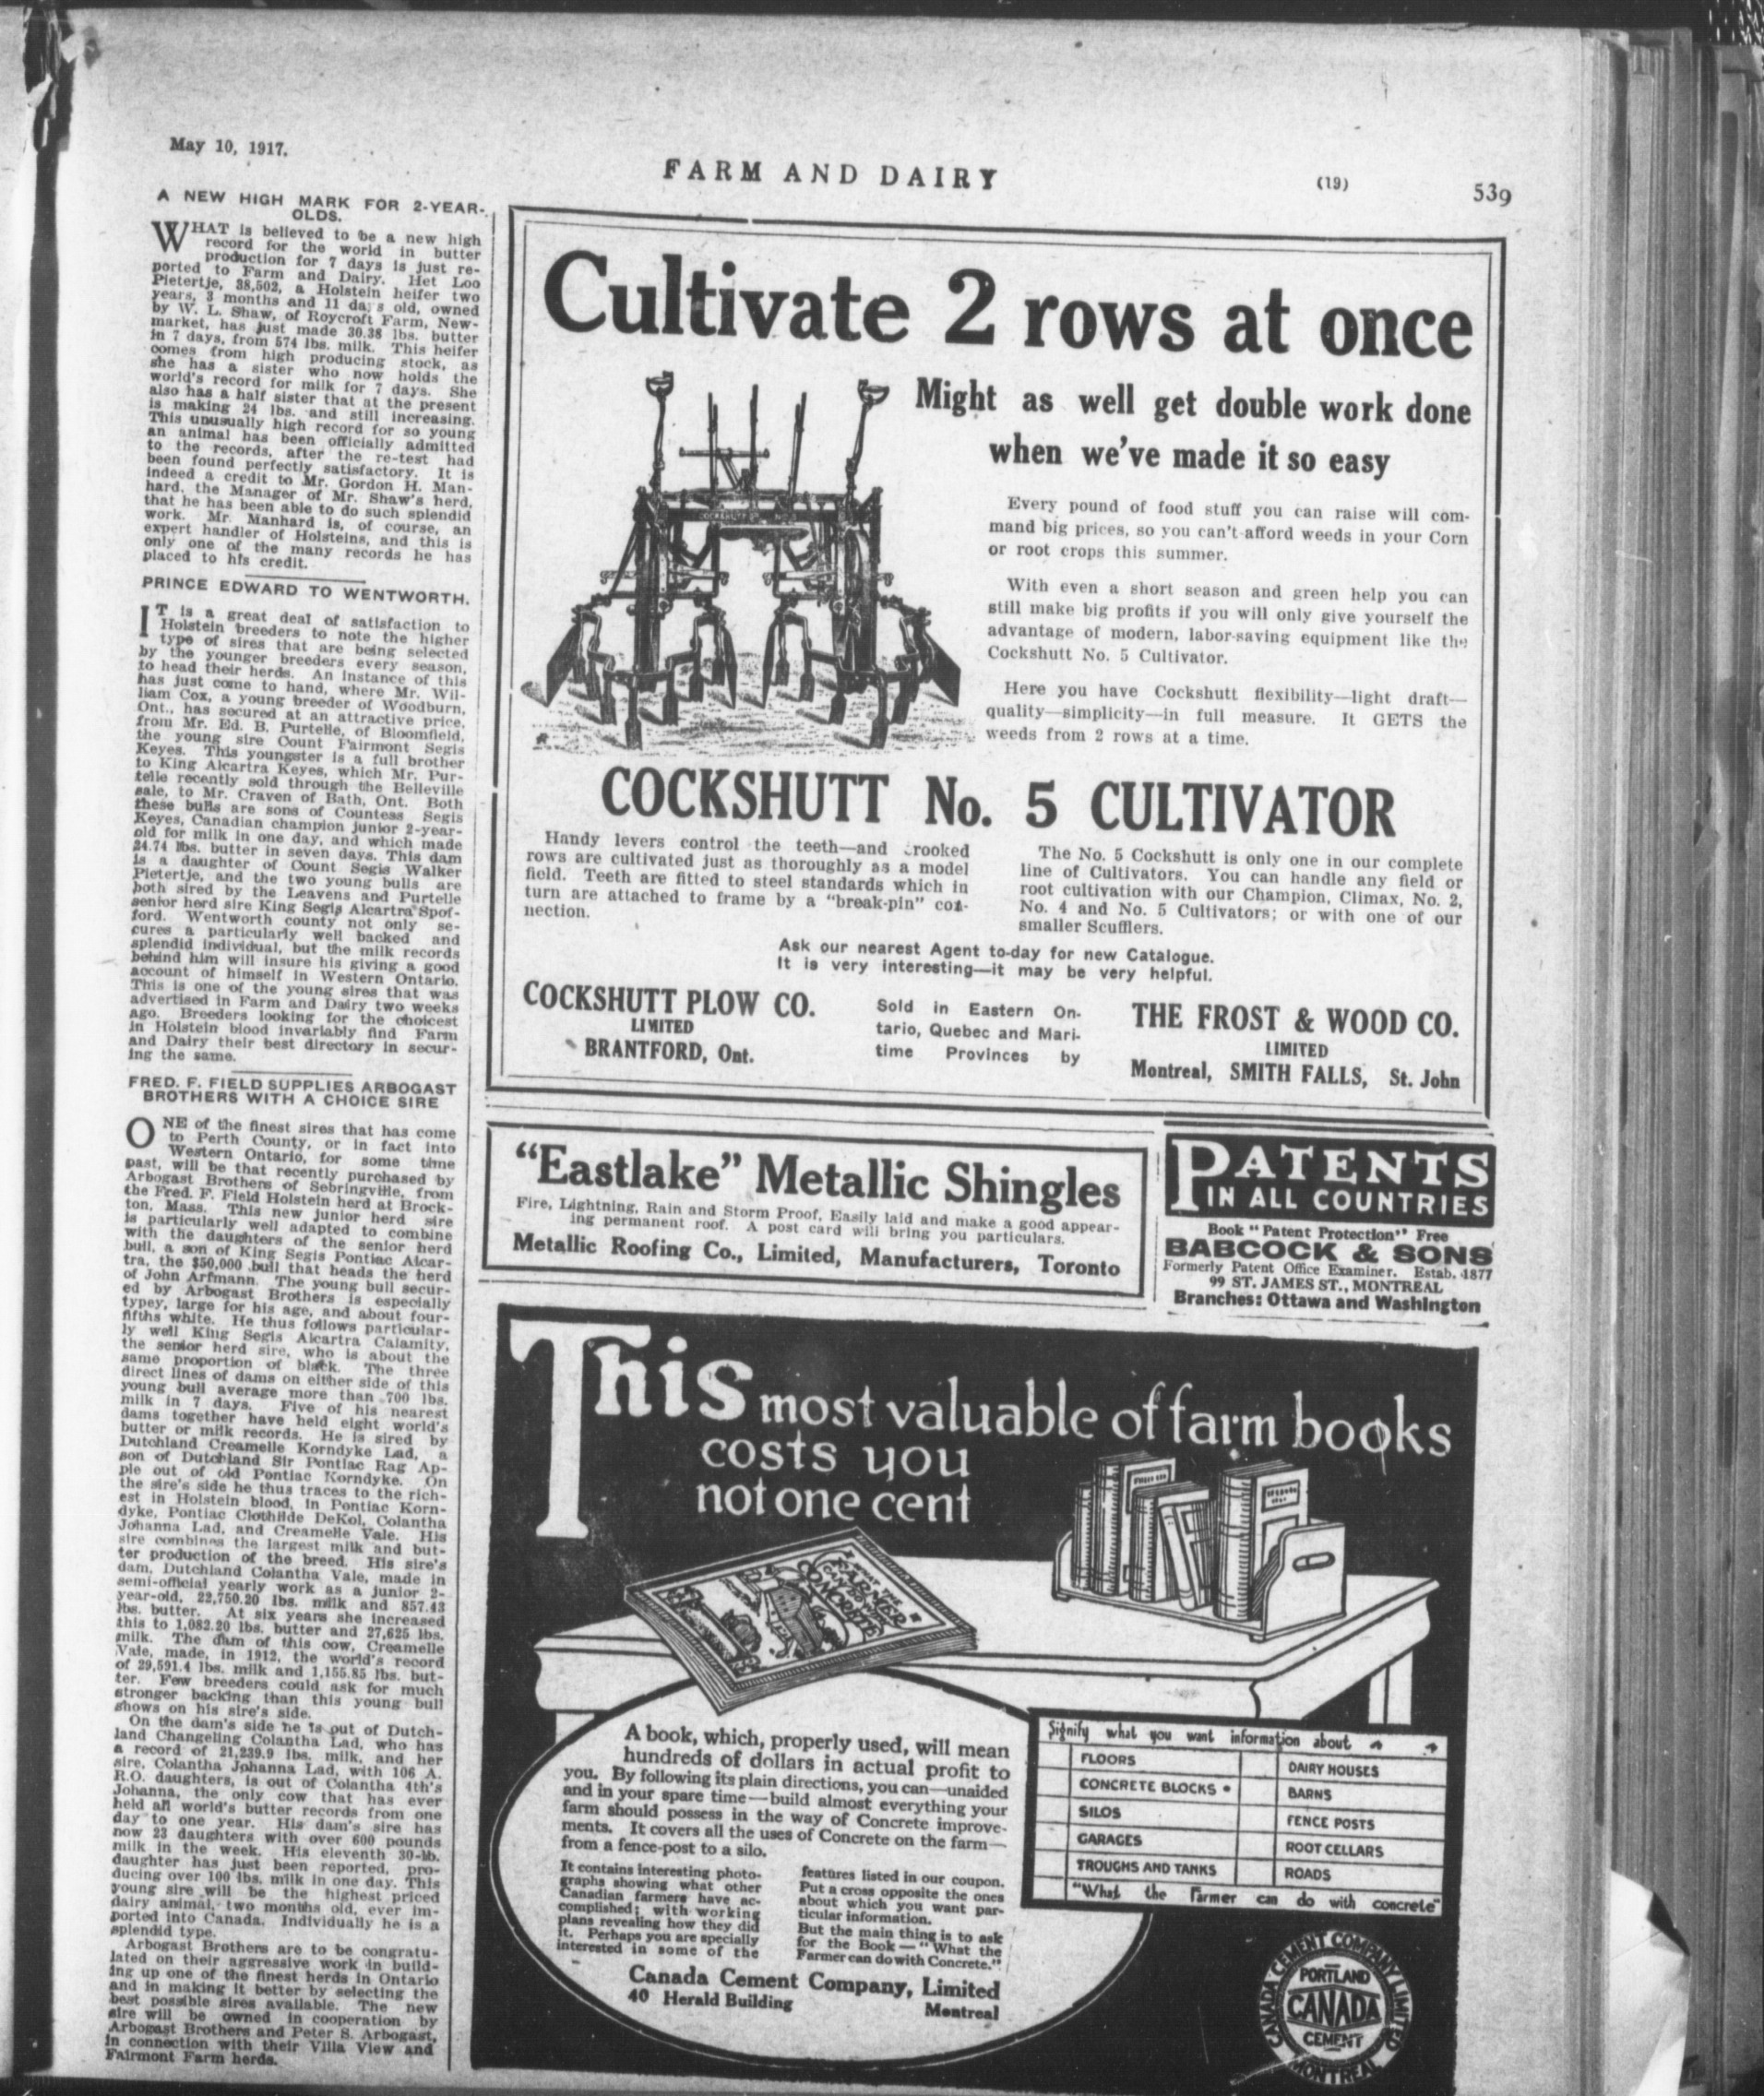 May 10, 1917.
FARM AND DAIRY
(19)
539
A NEW HIGH MARK FOR 2-YEAR-
OLDS.
WHAT is believed to be a new high
record for the world in butter
production for 7 days is just re-
ported to Farm and Dairy. Het Loo
Pietertje, 38,502, a Holstein heifer two
years, 3 months and 11 days old, owned
by W. L. Shaw, of Roycroft Farm, New-
market, has just made 30.38 lbs. butter
in 7 days, from 574 lbs. milk. This heifer
comes from high producing stock, as
she has a sister who now holds the
world's record for milk for 7 days. She
also has a half sister that at the present
is making 24 lbs. and still increasing.
This unusually high record for so young
an animal has been officially admitted
to the records, after the re-test had
been found perfectly satisfactory. It is
indeed a credit to Mr. Gordon H. Man-
hard, the Manager of Mr. Shaw's herd,
that he has been able to do such splendid
work. Mr. Manhard is, of course, an
expert handler of Holsteins, and this is
only one of the many records he has
placed to his credit.
PRINCE EDWARD TO WENTWORTH.
IT is a great deal of satisfaction to
Holstein breeders to note the higher
type of sires that are being selected
by the younger breeders every season,
to head their herds. An instance of this
has just come to hand, where Mr. Wil-
liam Cox, a young breeder of Woodburn,
Ont., has secured at an attractive price,
from Mr. Ed. B. Purtelle, of Bloomfield,
the young sire Count Fairmont Segis
Keyes. This youngster is a full brother
to King Alcartra Keyes, which Mr. Pur-
telle recently sold through the Belleville
sale, to Mr. Craven of Bath, Ont. Both
these bulls are sons of Countess Segis
Keyes, Canadian champion junior 2-year-
old for milk in one day, and which made
24.74 lbs. butter in seven days. This dam
is a daughter of Count Segis Walker
Pietertje, and the two young bulls are
both sired by the Leavens and Purtelle
senior herd sire King Segis Alcartra Spof-
ford. Wentworth county not only se-
cures a particularly well backed and
splendid individual, but the milk records
behind him will insure his giving a good
account of himself in Western Ontario.
This is one of the young sires that was
advertised in Farm and Dairy two weeks
ago. Breeders looking for the choicest
in Holstein blood invariably find Farm
and Dairy their best directory in secur-
ing the same.
FRED. F. FIELD SUPPLIES ARBOGAST
BROTHERS WITH A CHOICE SIRE
ONE of the finest sires that has come
to Perth County, or in fact into
Western Ontario, for some time
past, will be that recently purchased by
Arbogast Brothers of Sebringville, from
the Fred. F. Field Holstein herd at Brock-
ton, Mass. This new junior herd sire
is particularly well adapted to combine
with the daughters of the senior herd
bull, a son of King Segis Pontiac Alcar-
tra, the $50,000 bull that heads the herd
of John Arfmann. The young bull secur-
ed by Arbogast Brothers is especially
typey, large for his age, and about four-
fifths white. He thus follows particular-
ly well King Segis Alcartra Calamity,
the senior herd sire, who is about the
same proportion of black. The three
direct lines of dams on either side of this
young bull average more than 700 lbs.
milk in 7 days. Five of his nearest
dams together have held eight world's
butter or milk records. He is sired by
Dutchland Creamelle Korndyke Lad, a
son of Dutchland Sir Pontiac Rag Ap-
ple out of old Pontiac Korndyke. On
the sire's side he thus traces to the rich-
est in Holstein blood, in Pontiac Korn-
dyke, Pontiac Clothilde DeKol, Colantha
Johanna Lad, and Creamelle Vale. His
sire combines the largest milk and but-
ter production of the breed. His sire's
dam, Dutchland Colantha Vale, made in
semi-official yearly work as a junior 2-
year-old, 22,750.20 lbs. milk and 857.43
lbs. butter. At six years she increased
this to 1,082.20 lbs. butter and 27,625 lbs.
milk. The dam of this cow, Creamelle
Vale, made, in 1912, the world's record
of 29,591.4 lbs. milk and 1,155.85 lbs. but-
ter. Few breeders could ask for much
stronger backing than this young bull
shows on his sire's side.
On the dam's side he is out of Dutch-
land Changeling Colantha Lad, who has
a record of 21,239.9 lbs. milk, and her
sire, Colantha Johanna Lad, with 106 A.
R.O. daughters, is out of Colantha 4th's
Johanna, the only cow that has ever
held all world's butter records from one
day to one year. His dam's sire has
now 23 daughters with over 600 pounds
milk in the week. His eleventh 30-lb.
daughter has just been reported, pro-
ducing over 100 lbs. milk in one day. This
young sire will be the highest priced
dairy animal, two months old, ever im-
ported into Canada. Individually he is a
splendid type.
Arbogast Brothers are to be congratu-
lated on their aggressive work in build-
ing up one of the finest herds in Ontario
and in making it better by selecting the
best possible sires available. The new
sire will be owned in cooperation by
Arbogast Brothers and Peter S. Arbogast,
in connection with their Villa View and
Fairmont Farm herds.
Cultivate 2 rows at once
Might as well get double work done
when we've made it so easy
Every pound of food stuff you can raise will com-
mand big prices, so you can't afford weeds in your Corn
or root crops this summer.
With even a short season and green help you can
still make big profits if you will only give yourself the
advantage of modern, labor-saving equipment like the
Cockshutt No. 5 Cultivator.
Here you have Cockshutt flexibility—light draft—
quality—simplicity—in full measure. It GETS the
weeds from 2 rows at a time.
COCKSHUTT No. 5 CULTIVATOR
Handy levers control the teeth—and crooked
rows are cultivated just as thoroughly as a model
field. Teeth are fitted to steel standards which in
turn are attached to frame by a "break-pin" con-
nection.
The No. 5 Cockshutt is only one in our complete
line of Cultivators. You can handle any field or
root cultivation with our Champion, Climax, No. 2,
No. 4 and No. 5 Cultivators; or with one of our
smaller Scufflers.
Ask our nearest Agent to-day for new Catalogue.
It is very interesting—it may be very helpful.
COCKSHUTT PLOW CO.
LIMITED
BRANTFORD, Ont.
Sold in Eastern On-
tario, Quebec and Mari-
time Provinces by
THE FROST & WOOD CO.
LIMITED
Montreal, SMITH FALLS, St. John
"Eastlake" Metallic Shingles
Fire, Lightning, Rain and Storm Proof, Easily laid and make a good appear-
ing permanent roof. A post card will bring you particulars.
Metallic Roofing Co., Limited, Manufacturers, Toronto
PATENTS
IN ALL COUNTRIES
Book "Patent Protection" Free
BABCOCK & SONS
Formerly Patent Office Examiner. Estab. 1877
99 ST. JAMES ST., MONTREAL
Branches: Ottawa and Washington
This most valuable of farm books
costs you
not one cent
WHAT THE
FARMER
CAN DO WITH
CONCRETE
A book, which, properly used, will mean
hundreds of dollars in actual profit to
you. By following its plain directions, you can—unaided
and in your spare time—build almost everything your
farm should possess in the way of Concrete improve-
ments. It covers all the uses of Concrete on the farm—
from a fence-post to a silo.
It contains interesting photo-
graphs showing what other
Canadian farmers have ac-
complished; with working
plans revealing how they did
it. Perhaps you are specially
interested in some of the
features listed in our coupon.
Put a cross opposite the ones
about which you want par-
ticular information.
But the main thing is to ask
for the Book—"What the
Farmer can do with Concrete."
Canada Cement Company, Limited
40 Herald Building
Montreal
Signify what you want information about
FLOORS
DAIRY HOUSES
CONCRETE BLOCKS
BARNS
SILOS
FENCE POSTS
GARAGES
ROOT CELLARS
TROUGHS AND TANKS
ROADS
"What the Farmer can do with concrete"
CANADA CEMENT COMPANY LIMITED
PORTLAND
CANADA
CEMENT
MONTREAL